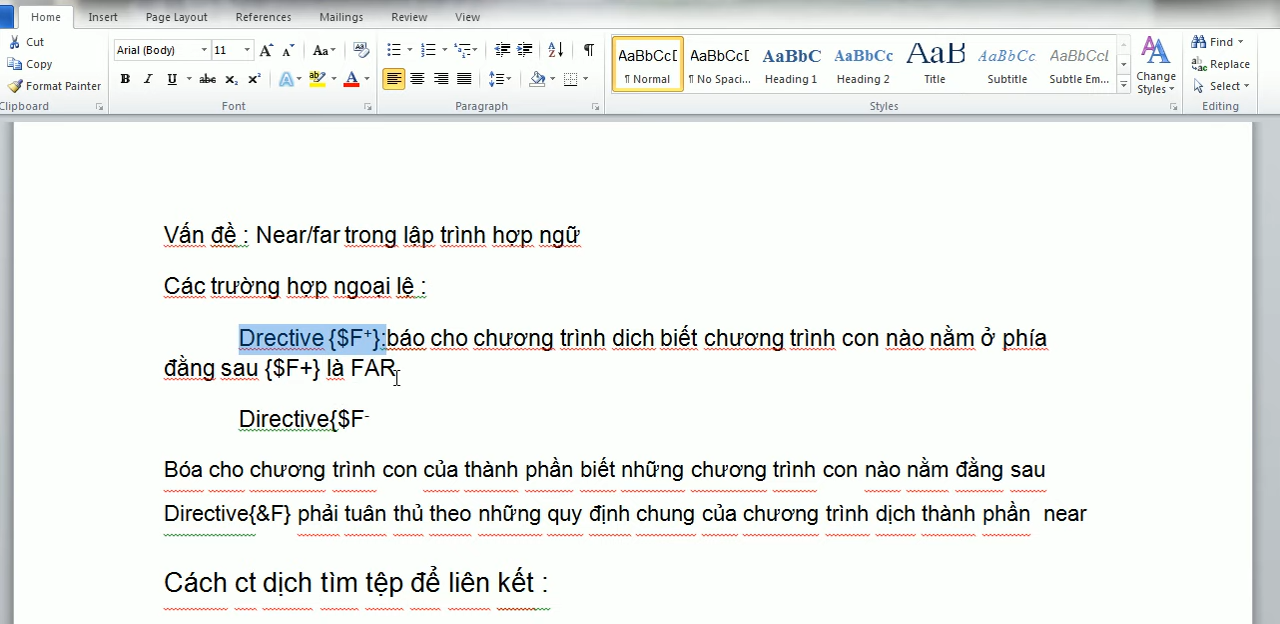 Home Insert Page Layout References Mailings Review View
Cut
Copy
Format Painter
Clipboard
Arial (Body) 11
Font
Paragraph
AaBbCcD AaBbCcD AaBbC AaBbCc AaB AaBbCc AaBbCc
¶ Normal ¶ No Spaci... Heading 1 Heading 2 Title Subtitle Subtle Em...
Styles
Change
Styles
Find
Replace
Select
Editing
Vấn đề : Near/far trong lập trình hợp ngữ
Các trường hợp ngoại lệ :
Drective {$F+}:báo cho chương trình dich biết chương trình con nào nằm ở phía
đằng sau {$F+} là FAR
Directive{$F-
Bóa cho chương trình con của thành phần biết những chương trình con nào nằm đằng sau
Directive{&F} phải tuân thủ theo những quy định chung của chương trình dịch thành phần near
Cách ct dịch tìm tệp để liên kết :